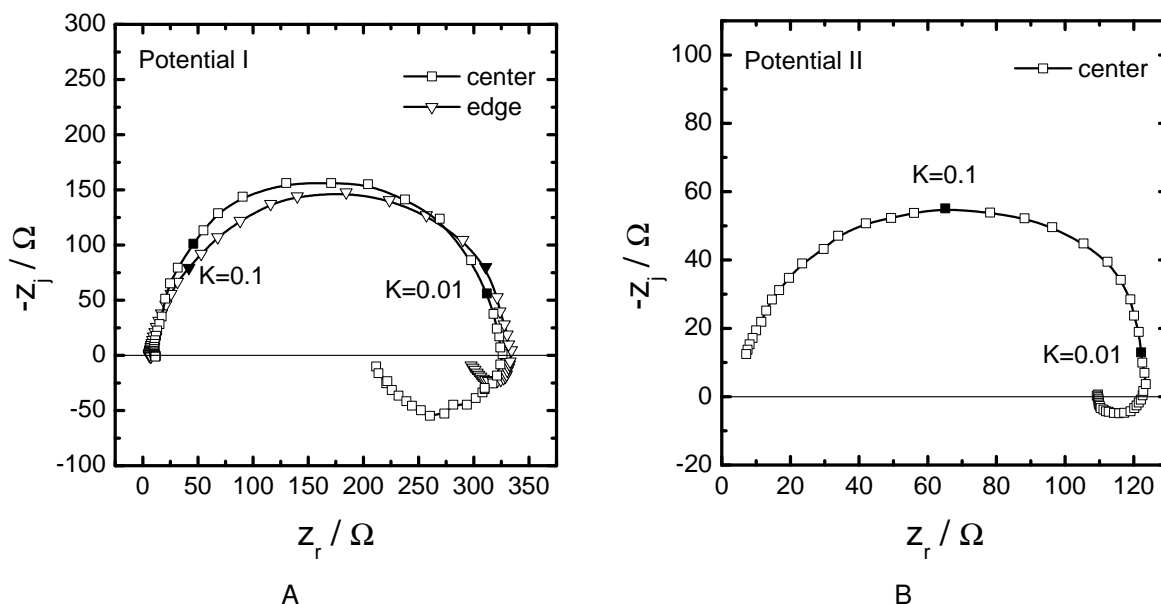 Potential I
center
edge
K=0.1
K=0.01
200
150
100
50
0
-50
-100
-z_j / Ω
0 50 100 150 200 250 300 350
z_r / Ω
A
Potential II
center
K=0.1
K=0.01
100
80
60
40
20
0
-20
-z_j / Ω
0 20 40 60 80 100 120
z_r / Ω
B
300
250